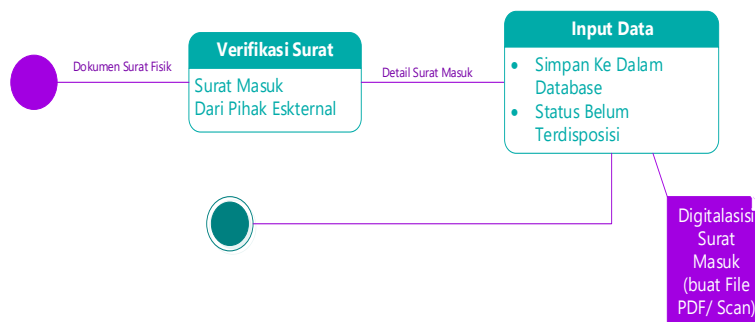 Dokumen Surat Fisik
Verifikasi Surat
Surat Masuk
Dari Pihak Eskternal
Detail Surat Masuk
Input Data
• Simpan Ke Dalam
Database
• Status Belum
Terdisposisi
Digitalasisi
Surat
Masuk
(buat File
PDF/ Scan)